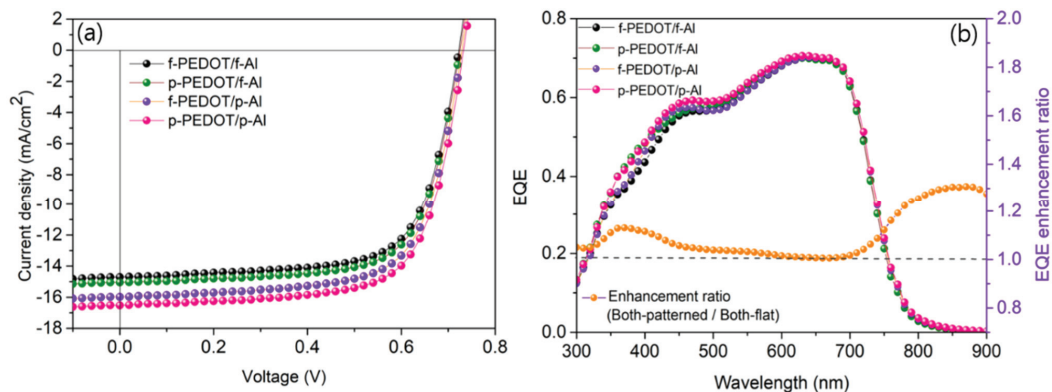 (a)
2
0
-2
-4
-6
-8
-10
-12
-14
-16
-18
Current density (mA/cm²)
f-PEDOT/f-Al
p-PEDOT/f-Al
f-PEDOT/p-Al
p-PEDOT/p-Al
0.0 0.2 0.4 0.6 0.8
Voltage (V)
(b)
0.8
0.6
0.4
0.2
0.0
EQE
f-PEDOT/f-Al
p-PEDOT/f-Al
f-PEDOT/p-Al
p-PEDOT/p-Al
Enhancement ratio
(Both-patterned / Both-flat)
2.0
1.8
1.6
1.4
1.2
1.0
0.8
EQE enhancement ratio
300 400 500 600 700 800 900
Wavelength (nm)